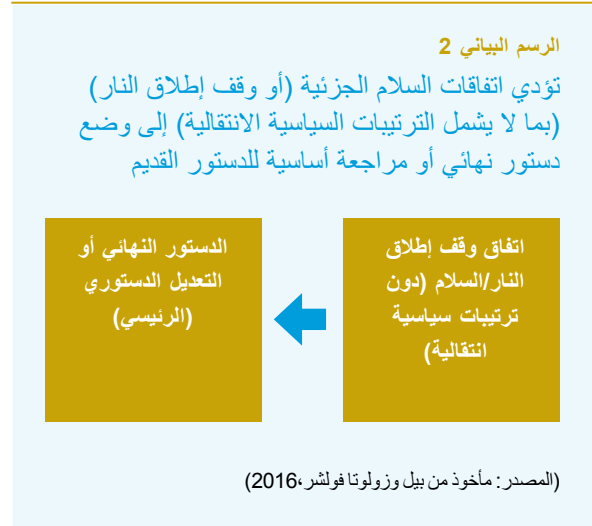 الرسم البياني 2
تؤدي اتفاقات السلام الجزئية (أو وقف إطلاق النار)
(بما لا يشمل الترتيبات السياسية الانتقالية) إلى وضع
دستور نهائي أو مراجعة أساسية للدستور القديم
اتفاق وقف إطلاق
النار/السلام (دون
ترتيبات سياسية
انتقالية)
الدستور النهائي أو
التعديل الدستوري
(الرئيسي)
(المصدر: مأخوذ من بيل وزولوتا فولشر،2016)